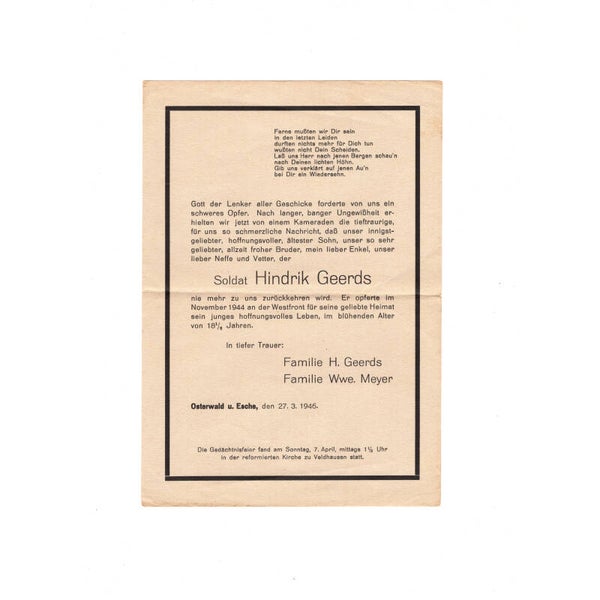 Ferne mußten wir Dir sein
in den letzten Leiden
durften nichts mehr für Dich tun
wußten nicht Dein Scheiden.
Laß uns Herr nach jenen Bergen schau'n
nach Deinen lichten Höhn.
Gib uns verklärt auf jenen Au'n
bei Dir ein Wiedersehn.
Gott der Lenker aller Geschicke forderte von uns ein
schweres Opfer. Nach langer, banger Ungewißheit er-
hielten wir jetzt von einem Kameraden die tieftraurige,
für uns so schmerzliche Nachricht, daß unser innigst-
geliebter, hoffnungsvoller, ältester Sohn, unser so sehr
geliebter, allzeit froher Bruder, mein lieber Enkel, unser
lieber Neffe und Vetter, der
Soldat Hindrik Geerds
nie mehr zu uns zurückkehren wird. Er opferte im
November 1944 an der Westfront für seine geliebte Heimat
sein junges hoffnungsvolles Leben, im blühenden Alter
von 18½ Jahren.
In tiefer Trauer:
Familie H. Geerds
Familie Wwe. Meyer
Osterwald u. Esche, den 27. 3. 1946.
Die Gedächtnisfeier fand am Sonntag, 7. April, mittags 1½ Uhr
in der reformierten Kirche zu Veldhausen statt.